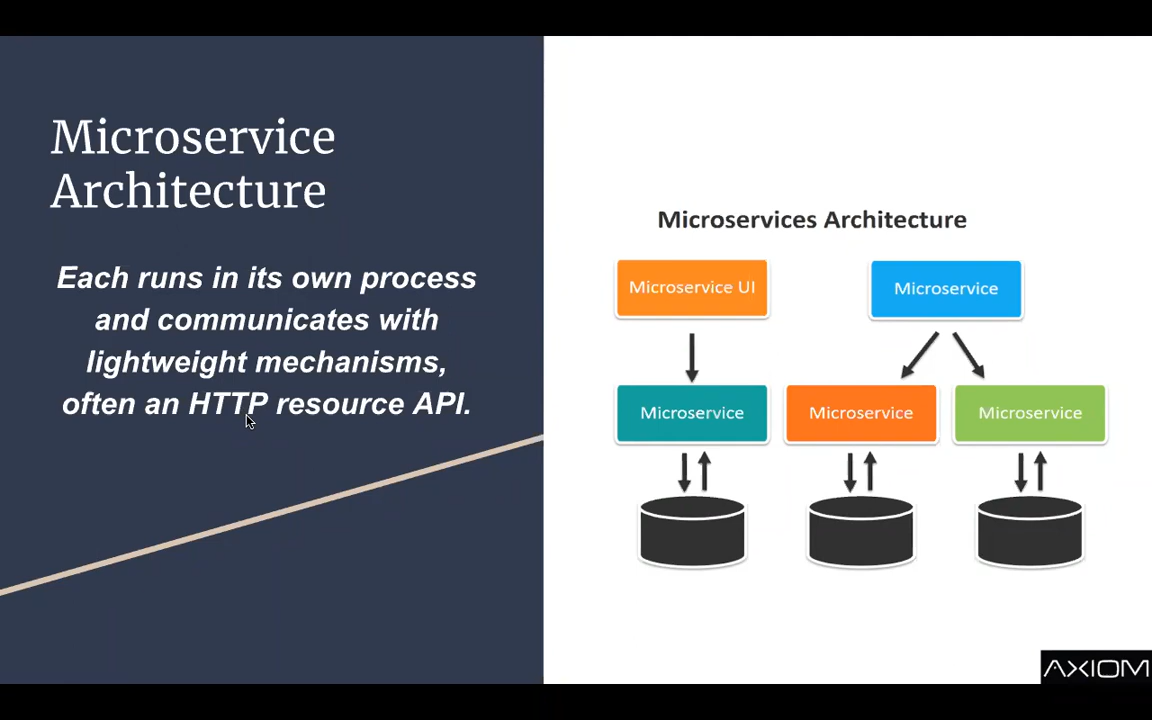 Microservice
Architecture
Each runs in its own process
and communicates with
lightweight mechanisms,
often an HTTP resource API.
Microservices Architecture
Microservice UI
Microservice
Microservice
Microservice
Microservice
AXIOM